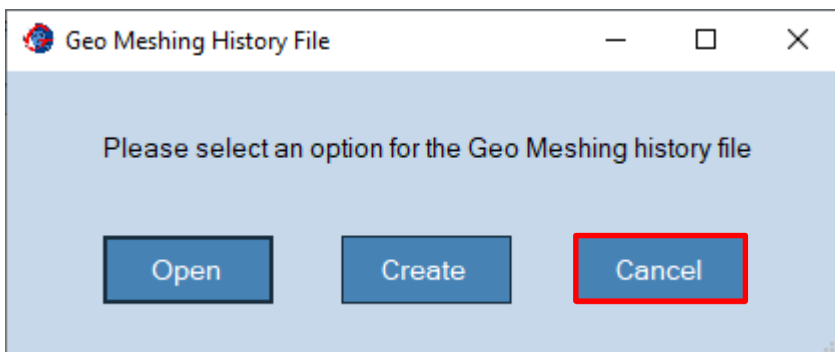 Geo Meshing History File
Please select an option for the Geo Meshing history file
Open Create Cancel